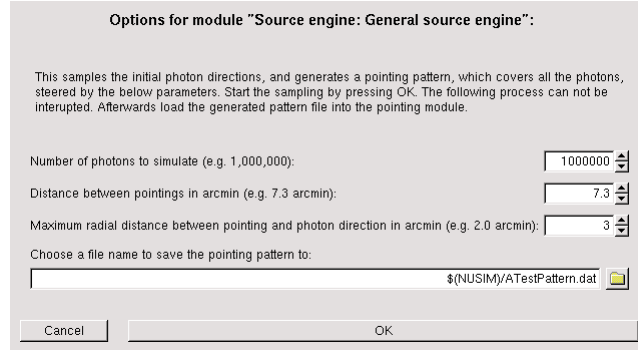 Options for module "Source engine: General source engine":
This samples the initial photon directions, and generates a pointing pattern, which covers all the photons,
steered by the below parameters. Start the sampling by pressing OK. The following process can not be
interupted. Afterwards load the generated pattern file into the pointing module.
Number of photons to simulate (e.g. 1,000,000): 1000000
Distance between pointings in arcmin (e.g. 7.3 arcmin): 7.3
Maximum radial distance between pointing and photon direction in arcmin (e.g. 2.0 arcmin): 3
Choose a file name to save the pointing pattern to:
$(NUSIM)/ATestPattern.dat
Cancel OK